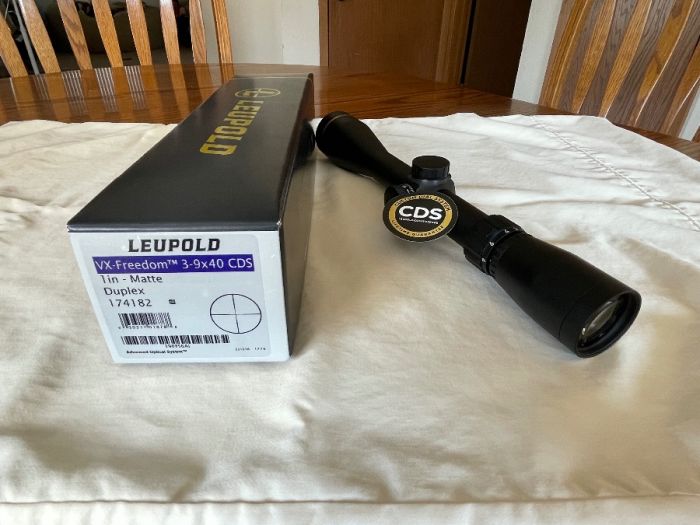 LEUPOLD
LEUPOLD
VX-Freedom™ 3-9x40 CDS
1in - Matte
Duplex
174182
Advanced Optical System™
CDS